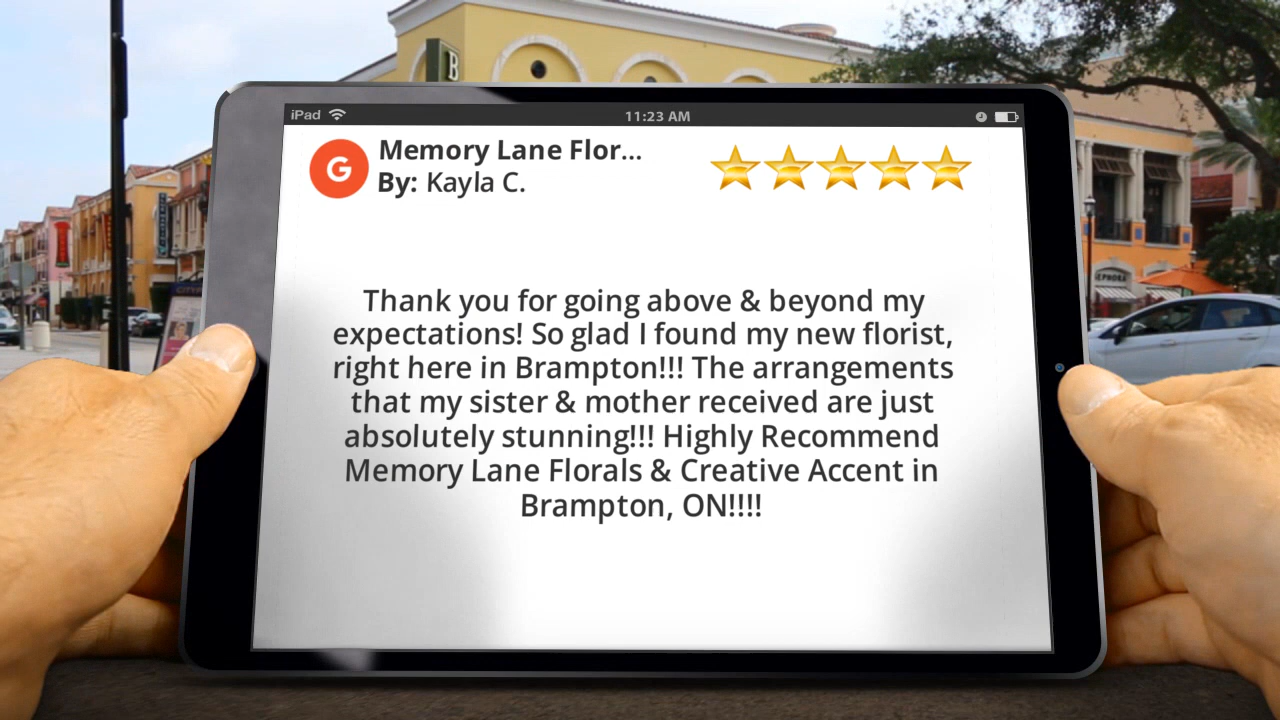 B
iPad 11:23 AM
G Memory Lane Flor...
By: Kayla C.
Thank you for going above & beyond my
expectations! So glad I found my new florist,
right here in Brampton!!! The arrangements
that my sister & mother received are just
absolutely stunning!!! Highly Recommend
Memory Lane Florals & Creative Accent in
Brampton, ON!!!!
SEPHORA